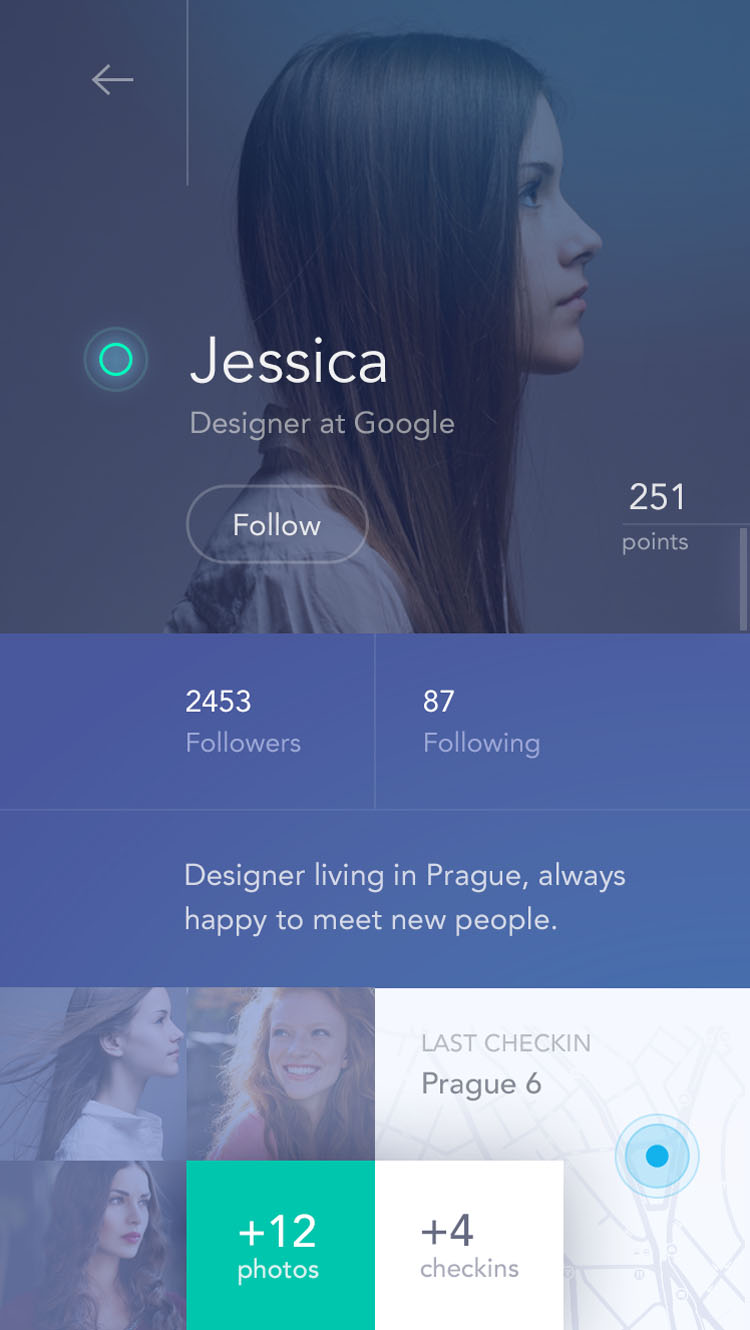 Jessica
Designer at Google
Follow
251
points
2453
Followers
87
Following
Designer living in Prague, always
happy to meet new people.
LAST CHECKIN
Prague 6
+12
photos
+4
checkins